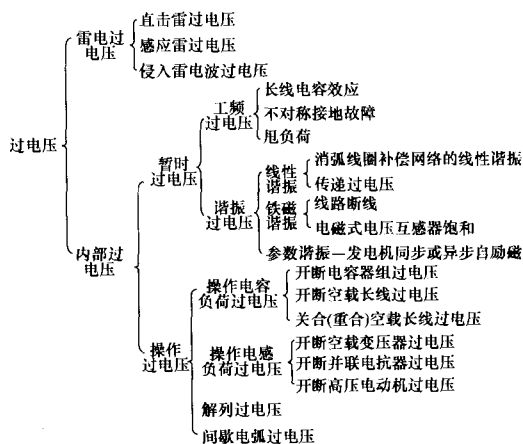 直击雷过电压
雷电过
电压
感应雷过电压
侵入雷电波过电压
过电压
长线电容效应
工频
过电压
不对称接地故障
甩负荷
暂时
过电压
消弧线圈补偿网络的线性谐振
线性
谐振
传递过电压
谐振
过电压
铁磁
谐振
线路断线
电磁式电压互感器饱和
参数谐振—发电机同步或异步自励磁
内部过
电压
操作电容
负荷过电压
开断电容器组过电压
开断空载长线过电压
关合(重合)空载长线过电压
操作
过电压
操作电感
负荷过电压
开断空载变压器过电压
开断并联电抗器过电压
开断高压电动机过电压
解列过电压
间歇电弧过电压